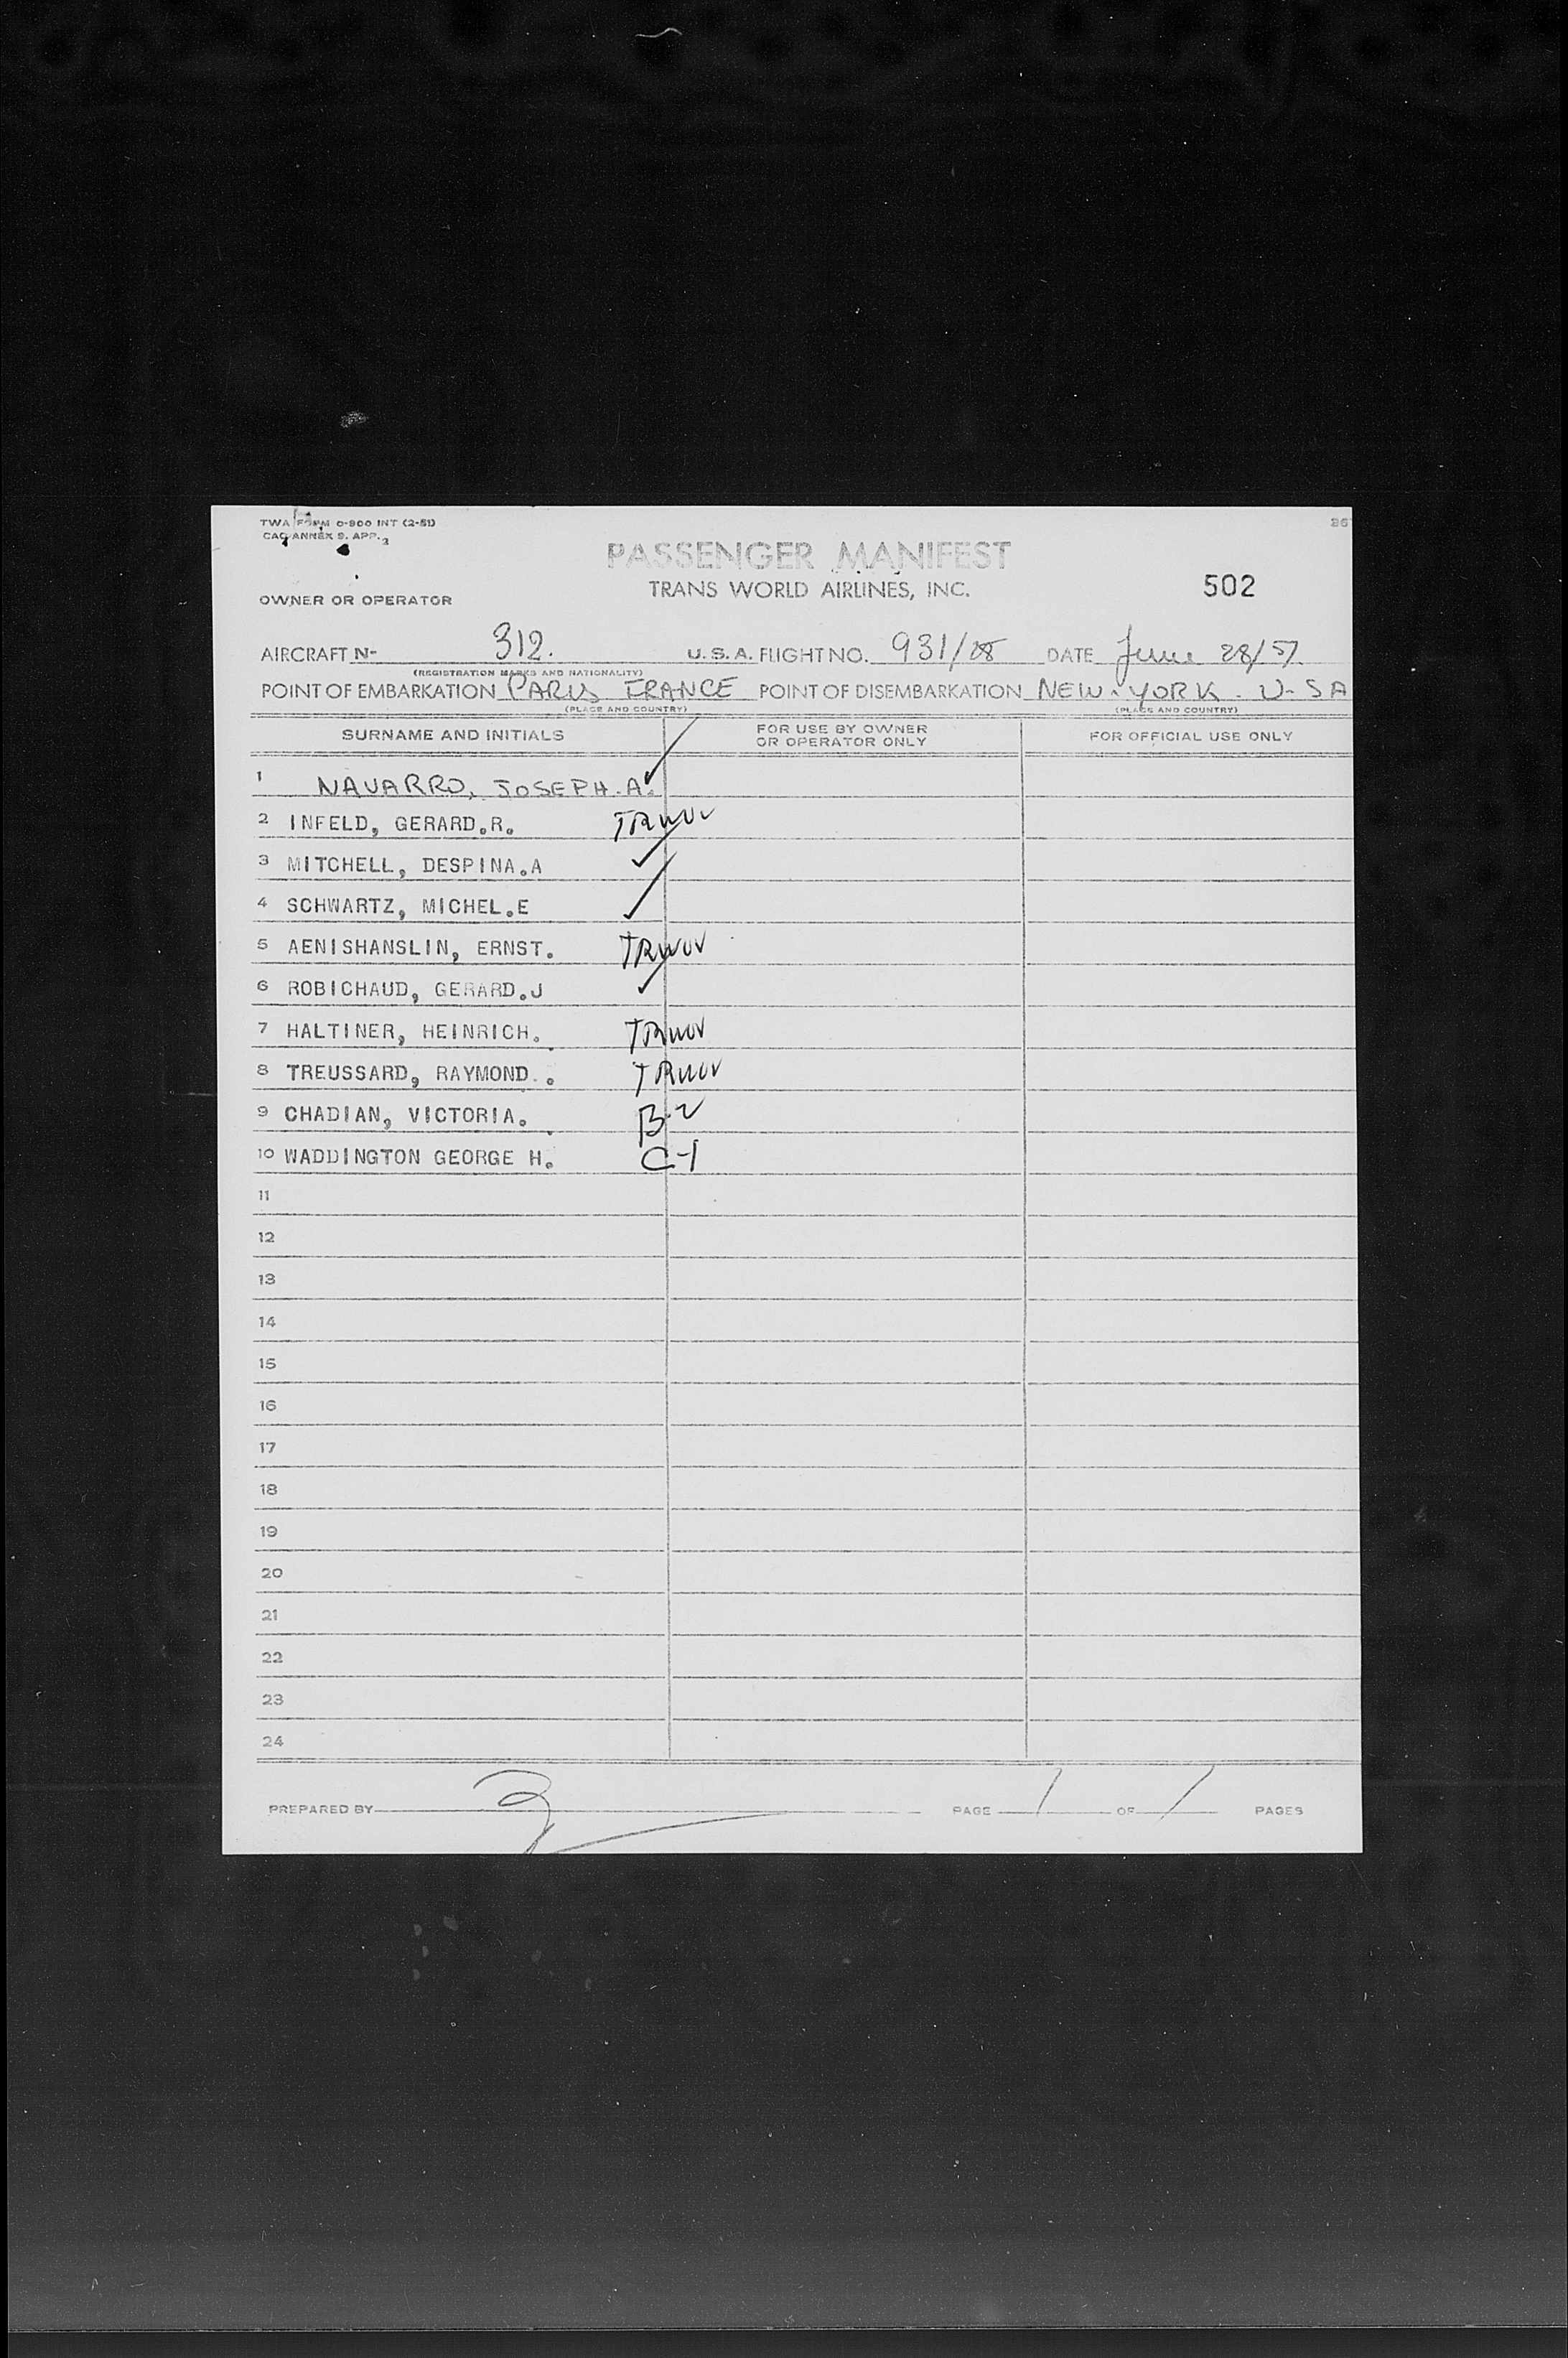 TWA FORM 0-900 INT (2-51)
CAO ANNEX 9. APP. 2
26
PASSENGER MANIFEST
TRANS WORLD AIRLINES, INC.
502
OWNER OR OPERATOR
AIRCRAFT N- 312. U.S.A. FLIGHT NO. 931/28 DATE June 28/57
(REGISTRATION MARKS AND NATIONALITY)
POINT OF EMBARKATION PARIS FRANCE POINT OF DISEMBARKATION NEW-YORK. U-SA
(PLACE AND COUNTRY) (PLACE AND COUNTRY)
SURNAME AND INITIALS FOR USE BY OWNER OR OPERATOR ONLY FOR OFFICIAL USE ONLY
1 NAVARRO, JOSEPH.A. ✓
2 INFELD, GERARD.R.
3 MITCHELL, DESPINA.A ✓
4 SCHWARTZ, MICHEL.E ✓
5 AENISHANSLIN, ERNST.
6 ROBICHAUD, GERARD.J ✓
7 HALTINER, HEINRICH.
8 TREUSSARD, RAYMOND.
9 CHADIAN, VICTORIA. B-2
10 WADDINGTON GEORGE H. C-1
11
12
13
14
15
16
17
18
19
20
21
22
23
24
PREPARED BY PAGE 1 OF 1 PAGES